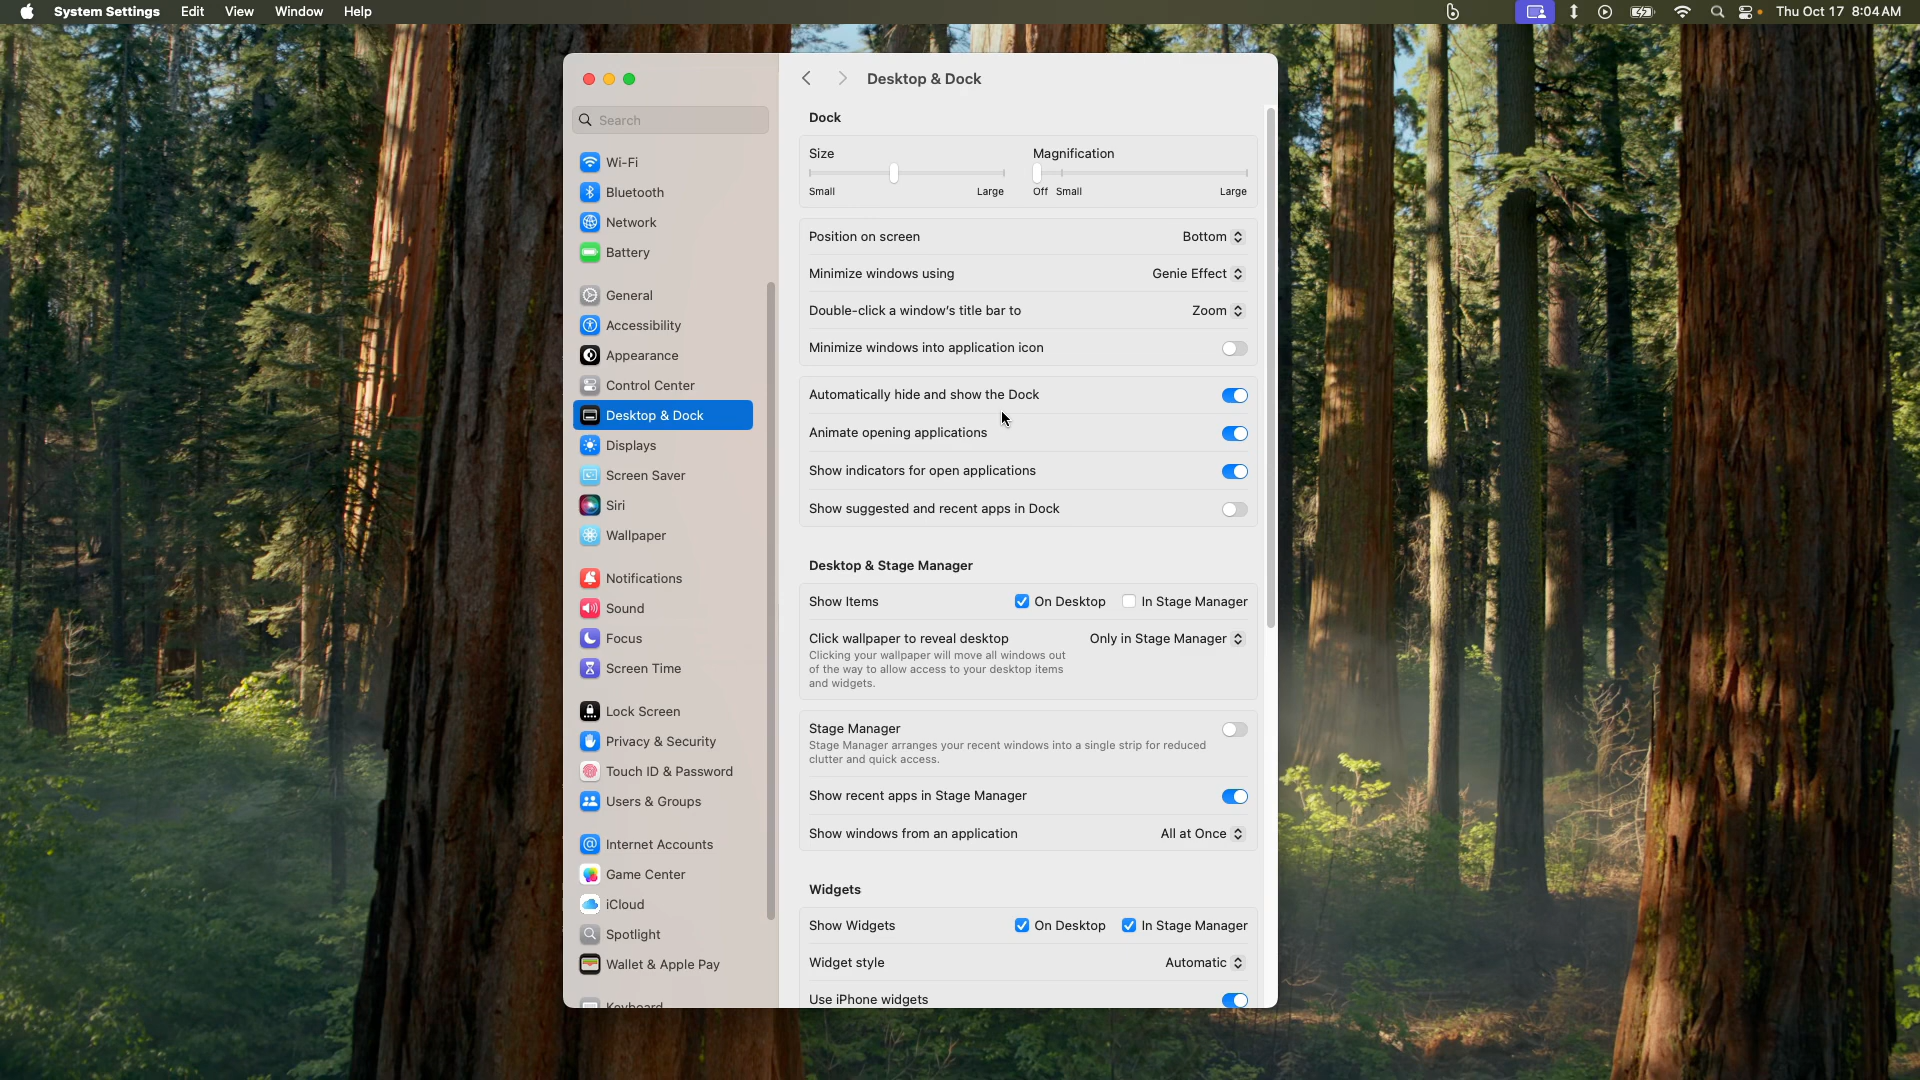 System Settings Edit View Window Help Thu Oct 17 8:04 AM
Desktop & Dock
Search
Wi-Fi
Bluetooth
Network
Battery
General
Accessibility
Appearance
Control Center
Desktop & Dock
Displays
Screen Saver
Siri
Wallpaper
Notifications
Sound
Focus
Screen Time
Lock Screen
Privacy & Security
Touch ID & Password
Users & Groups
Internet Accounts
Game Center
iCloud
Spotlight
Wallet & Apple Pay
Keyboard
Dock
Size Magnification
Small Large Off Small Large
Position on screen Bottom
Minimize windows using Genie Effect
Double-click a window's title bar to Zoom
Minimize windows into application icon
Automatically hide and show the Dock
Animate opening applications
Show indicators for open applications
Show suggested and recent apps in Dock
Desktop & Stage Manager
Show Items On Desktop In Stage Manager
Click wallpaper to reveal desktop Only in Stage Manager
Clicking your wallpaper will move all windows out
of the way to allow access to your desktop items
and widgets.
Stage Manager
Stage Manager arranges your recent windows into a single strip for reduced
clutter and quick access.
Show recent apps in Stage Manager
Show windows from an application All at Once
Widgets
Show Widgets On Desktop In Stage Manager
Widget style Automatic
Use iPhone widgets